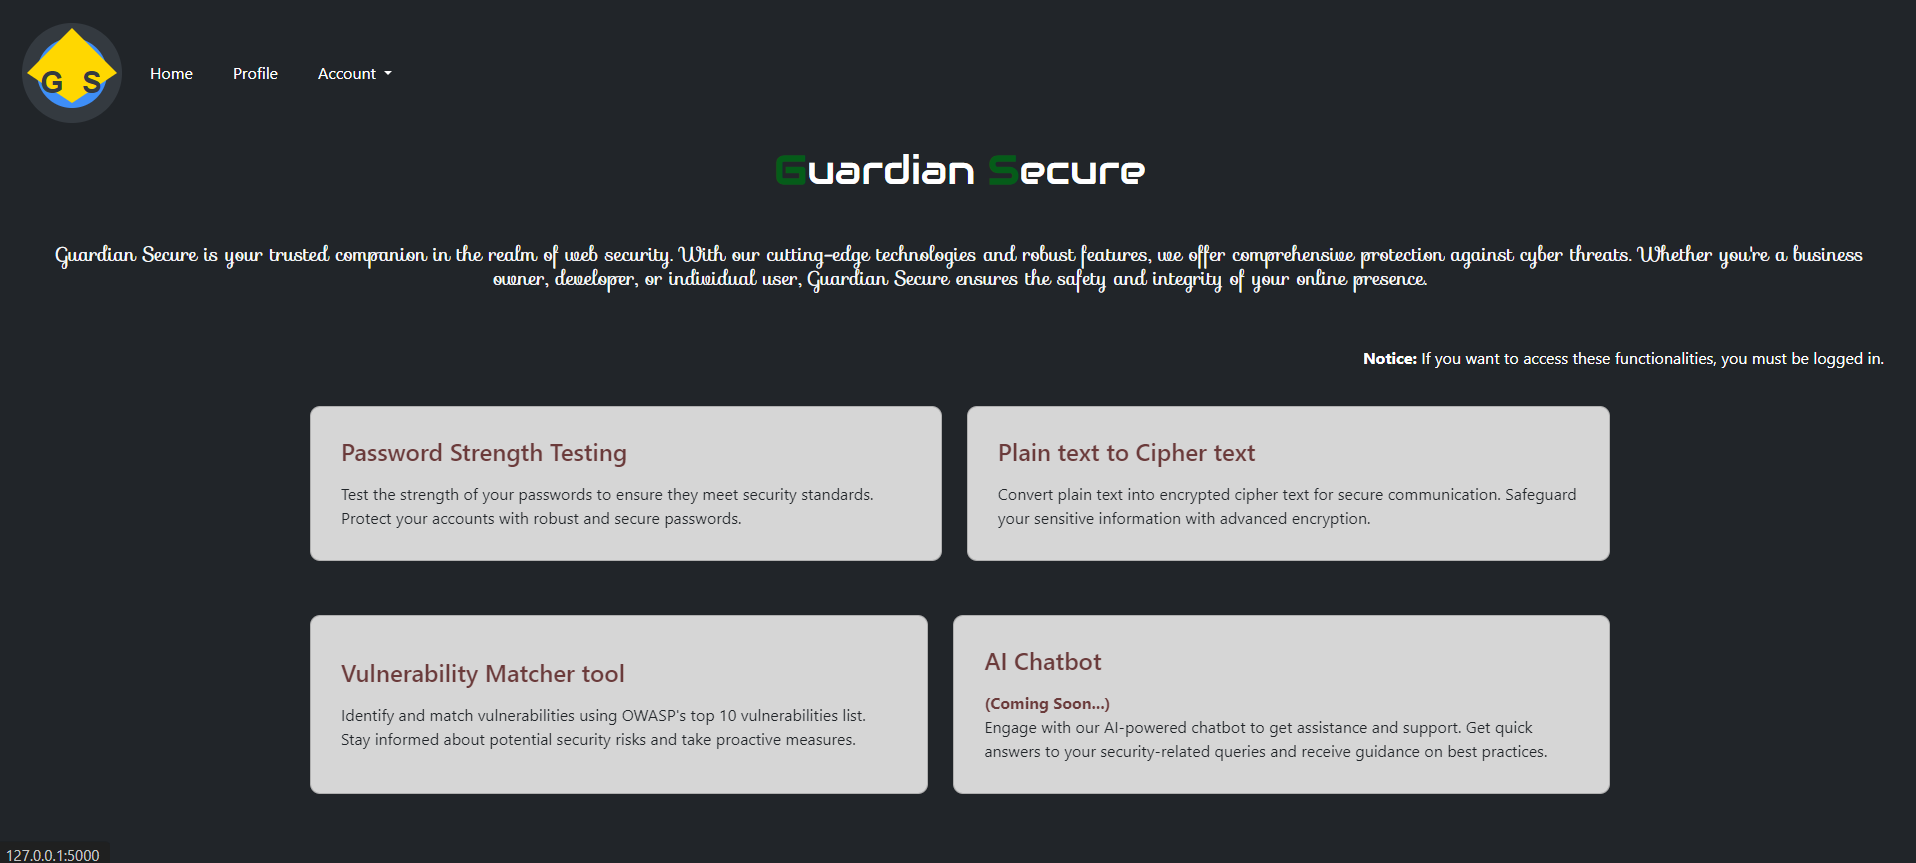 G S
Home Profile Account
Guardian Secure
Guardian Secure is your trusted companion in the realm of web security. With our cutting-edge technologies and robust features, we offer comprehensive protection against cyber threats. Whether you're a business
owner, developer, or individual user, Guardian Secure ensures the safety and integrity of your online presence.
Notice: If you want to access these functionalities, you must be logged in.
Password Strength Testing
Test the strength of your passwords to ensure they meet security standards.
Protect your accounts with robust and secure passwords.
Plain text to Cipher text
Convert plain text into encrypted cipher text for secure communication. Safeguard
your sensitive information with advanced encryption.
Vulnerability Matcher tool
Identify and match vulnerabilities using OWASP's top 10 vulnerabilities list.
Stay informed about potential security risks and take proactive measures.
AI Chatbot
(Coming Soon...)
Engage with our AI-powered chatbot to get assistance and support. Get quick
answers to your security-related queries and receive guidance on best practices.
127.0.0.1:5000